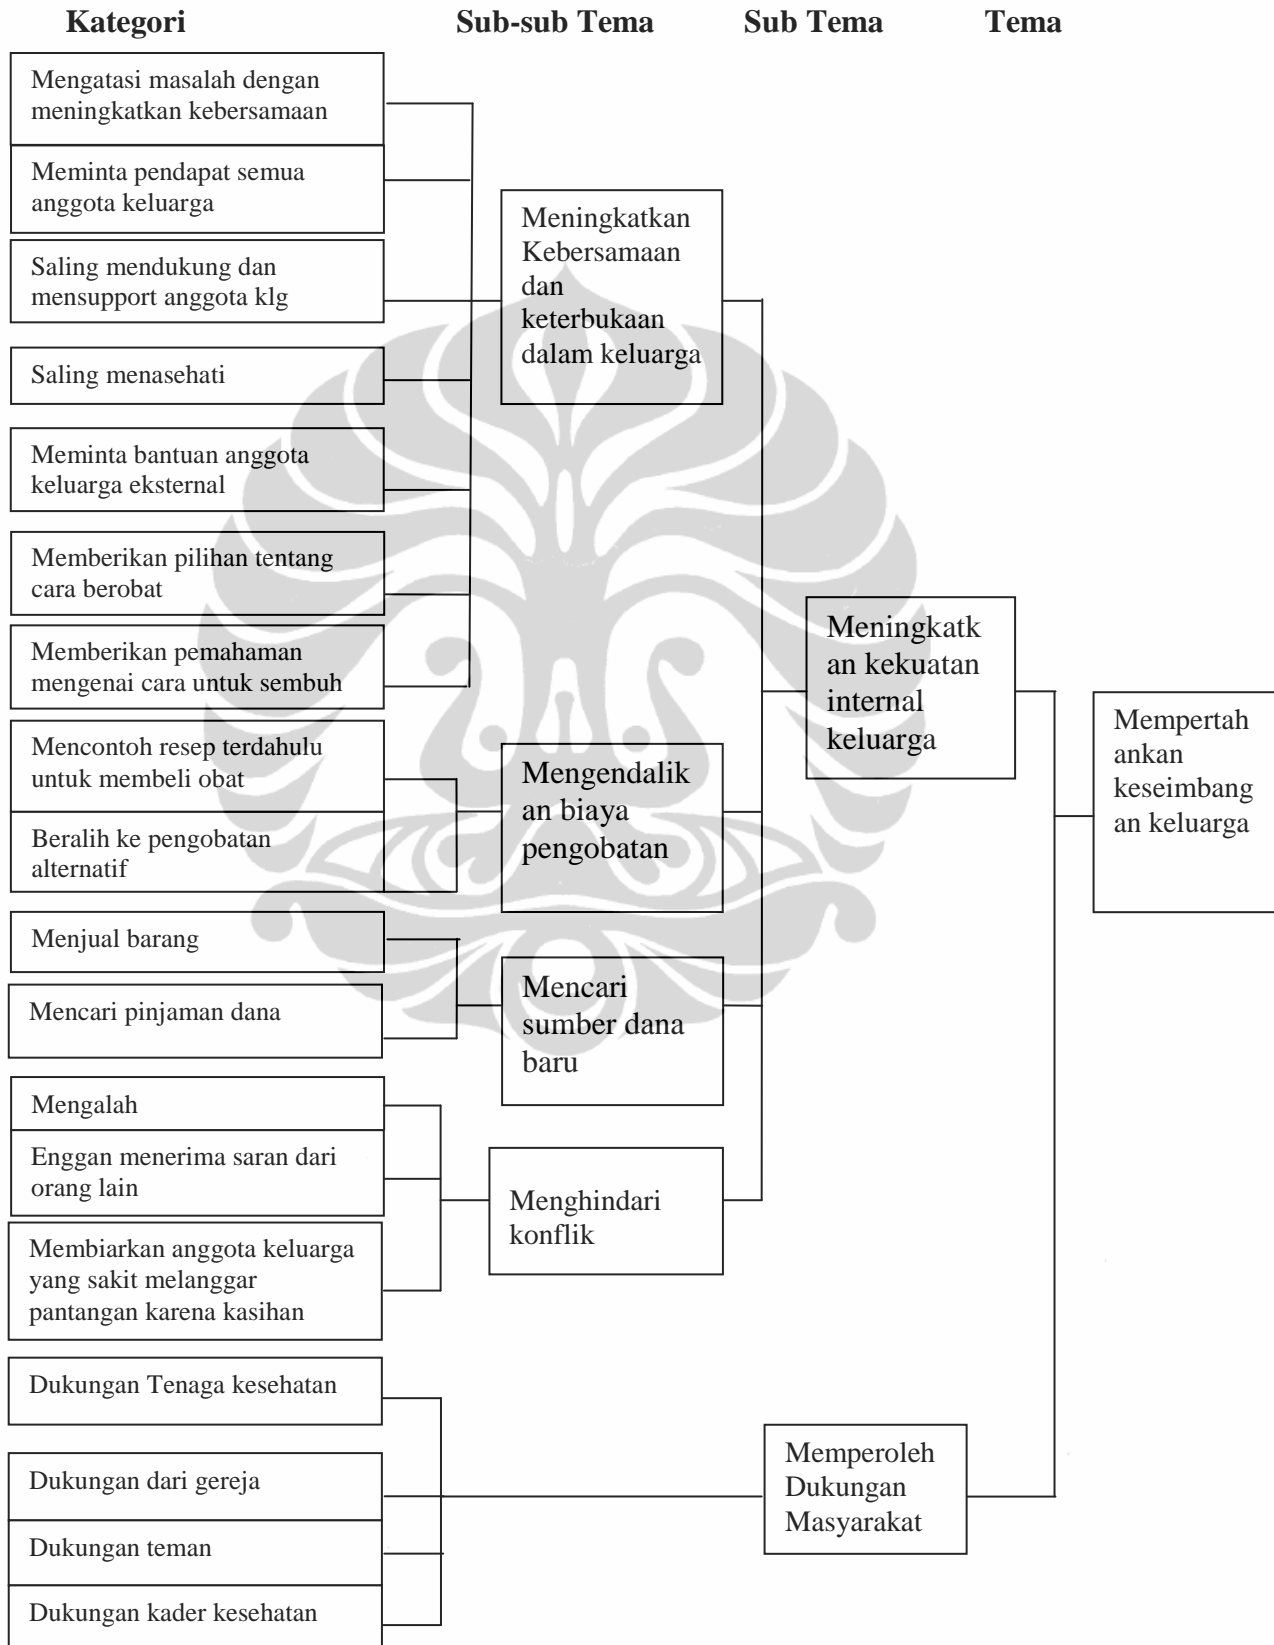 Kategori Sub-sub Tema Sub Tema Tema
Mengatasi masalah dengan
meningkatkan kebersamaan
Meminta pendapat semua
anggota keluarga
Saling mendukung dan
mensupport anggota klg
Saling menasehati
Meminta bantuan anggota
keluarga eksternal
Memberikan pilihan tentang
cara berobat
Memberikan pemahaman
mengenai cara untuk sembuh
Mencontoh resep terdahulu
untuk membeli obat
Beralih ke pengobatan
alternatif
Menjual barang
Mencari pinjaman dana
Mengalah
Enggan menerima saran dari
orang lain
Membiarkan anggota keluarga
yang sakit melanggar
pantangan karena kasihan
Dukungan Tenaga kesehatan
Dukungan dari gereja
Dukungan teman
Dukungan kader kesehatan
Meningkatkan
Kebersamaan
dan
keterbukaan
dalam keluarga
Mengendalik
an biaya
pengobatan
Mencari
sumber dana
baru
Menghindari
konflik
Meningkatk
an kekuatan
internal
keluarga
Memperoleh
Dukungan
Masyarakat
Mempertah
ankan
keseimbang
an keluarga